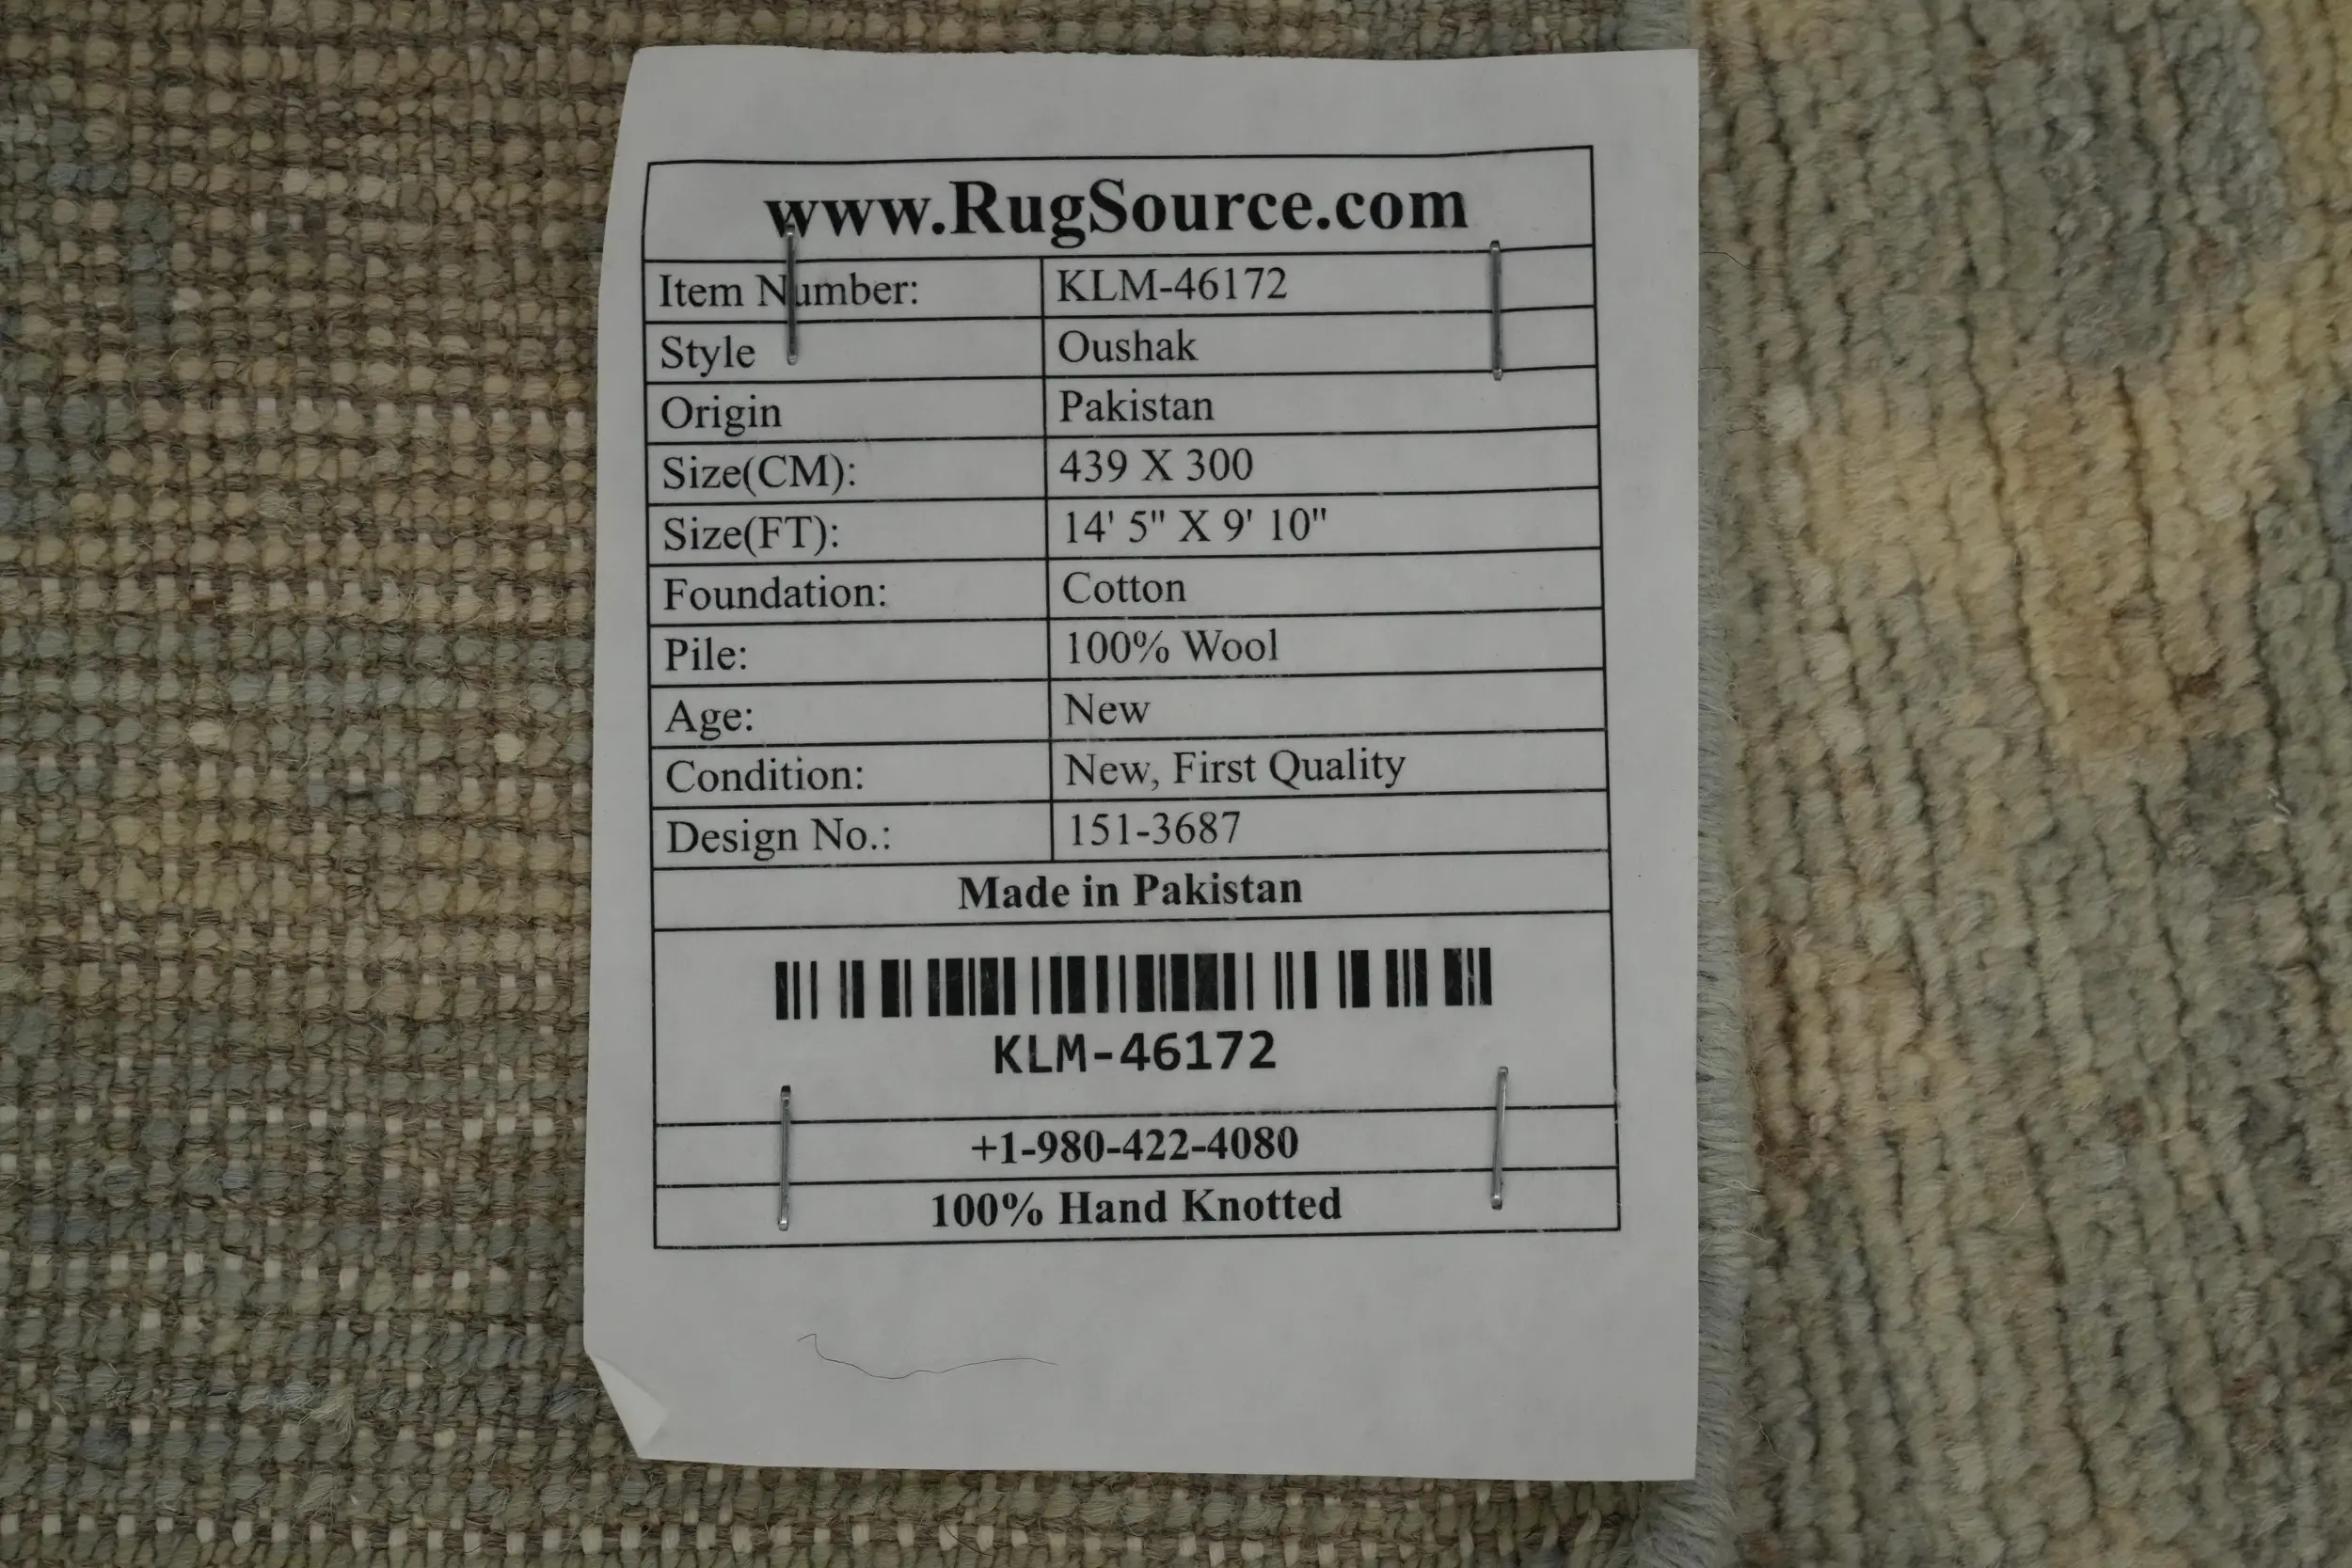 www.RugSource.com
Item Number: KLM-46172
Style Oushak
Origin Pakistan
Size(CM): 439 X 300
Size(FT): 14' 5" X 9' 10"
Foundation: Cotton
Pile: 100% Wool
Age: New
Condition: New, First Quality
Design No.: 151-3687
Made in Pakistan
KLM-46172
+1-980-422-4080
100% Hand Knotted